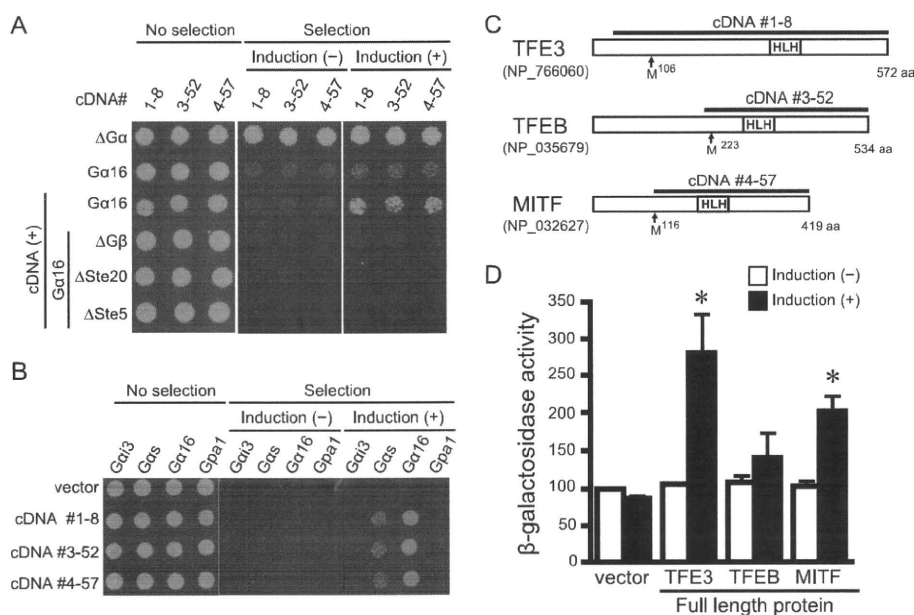 A
No selection
Selection
Induction (–)
Induction (+)
cDNA#
1-8
3-52
4-57
1-8
3-52
4-57
1-8
3-52
4-57
ΔGα
Gα16
Gα16
ΔGβ
ΔSte20
ΔSte5
cDNA (+)
Gα16
B
No selection
Selection
Induction (–)
Induction (+)
Gαi3
Gαs
Gα16
Gpa1
Gαi3
Gαs
Gα16
Gpa1
Gαi3
Gαs
Gα16
Gpa1
vector
cDNA #1-8
cDNA #3-52
cDNA #4-57
C
cDNA #1-8
TFE3
HLH
(NP_766060)
M106
572 aa
cDNA #3-52
TFEB
HLH
(NP_035679)
M 223
534 aa
cDNA #4-57
MITF
HLH
(NP_032627)
M116
419 aa
D
Induction (–)
Induction (+)
β-galactosidase activity
350
300
250
200
150
100
50
0
*
*
vector
TFE3
TFEB
MITF
Full length protein